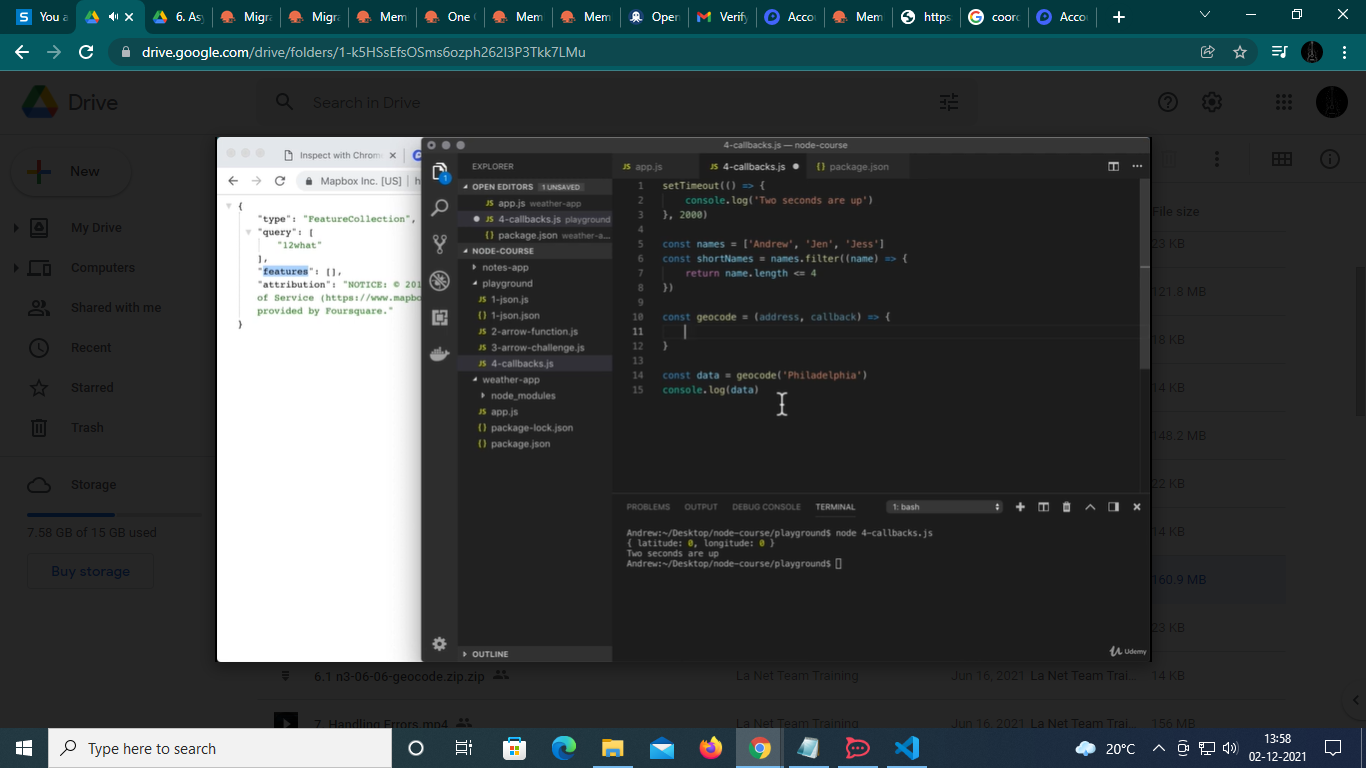 You a
6. Asy
Migra
Migra
Mem
One
Mem
Mem
Open
Verify
Acco
Mem
https
coord
Acco
drive.google.com/drive/folders/1-k5HSsEfsOSms6ozph262I3P3Tkk7LMu
Drive
Search in Drive
New
My Drive
Computers
Shared with me
Recent
Starred
Trash
Storage
7.58 GB of 15 GB used
Buy storage
File size
23 KB
121.8 MB
18 KB
14 KB
148.2 MB
22 KB
14 KB
160.9 MB
23 KB
6.1 n3-06-06-geocode.zip.zip La Net Team Training Jun 16, 2021 La Net Team Trai... 14 KB
7. Handling Errors.mp4 La Net Team Training Jun 16, 2021 La Net Team Trai... 156 MB
Inspect with Chrom
Mapbox Inc. [US]
{
"type": "FeatureCollection",
"query": [
"12what"
],
"features": [],
"attribution": "NOTICE: © 201
of Service (https://www.mapbo
provided by Foursquare."
}
4-callbacks.js — node-course
EXPLORER
OPEN EDITORS 1 UNSAVED
JS app.js weather-app
JS 4-callbacks.js playground
{} package.json weather-a...
NODE-COURSE
notes-app
playground
JS 1-json.js
{} 1-json.json
JS 2-arrow-function.js
JS 3-arrow-challenge.js
JS 4-callbacks.js
weather-app
node_modules
JS app.js
{} package-lock.json
{} package.json
OUTLINE
1
JS app.js
JS 4-callbacks.js
{} package.json
1 setTimeout(() => {
2 console.log('Two seconds are up')
3 }, 2000)
4
5 const names = ['Andrew', 'Jen', 'Jess']
6 const shortNames = names.filter((name) => {
7 return name.length <= 4
8 })
9
10 const geocode = (address, callback) => {
11
12 }
13
14 const data = geocode('Philadelphia')
15 console.log(data)
PROBLEMS OUTPUT DEBUG CONSOLE TERMINAL 1: bash
Andrew:~/Desktop/node-course/playground$ node 4-callbacks.js
{ latitude: 0, longitude: 0 }
Two seconds are up
Andrew:~/Desktop/node-course/playground$
Udemy
Type here to search
20°C
13:58
02-12-2021